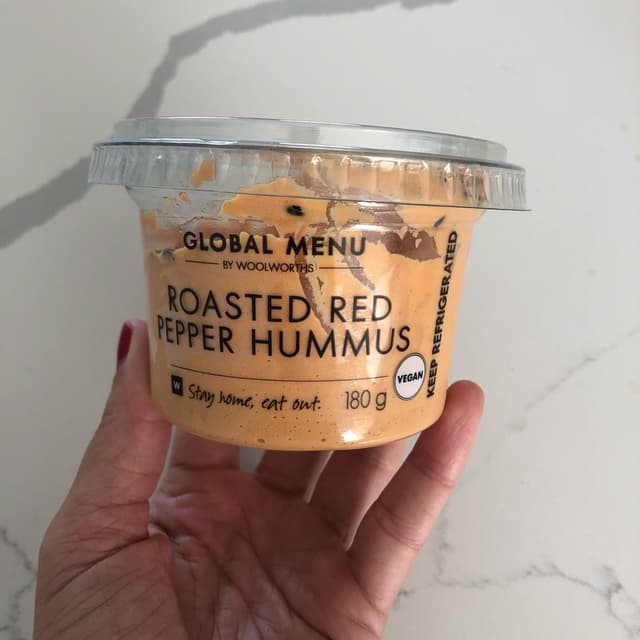 GLOBAL MENU
BY WOOLWORTHS
ROASTED RED
PEPPER HUMMUS
W Stay home, eat out.
180 g
VEGAN
KEEP REFRIGERATED